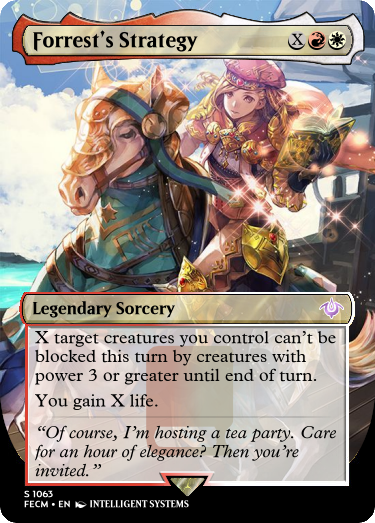 Forrest's Strategy X
Legendary Sorcery
X target creatures you control can't be
blocked this turn by creatures with
power 3 or greater until end of turn.
You gain X life.
“Of course, I'm hosting a tea party. Care
for an hour of elegance? Then you're
invited.”
S 1063
FECM • EN INTELLIGENT SYSTEMS